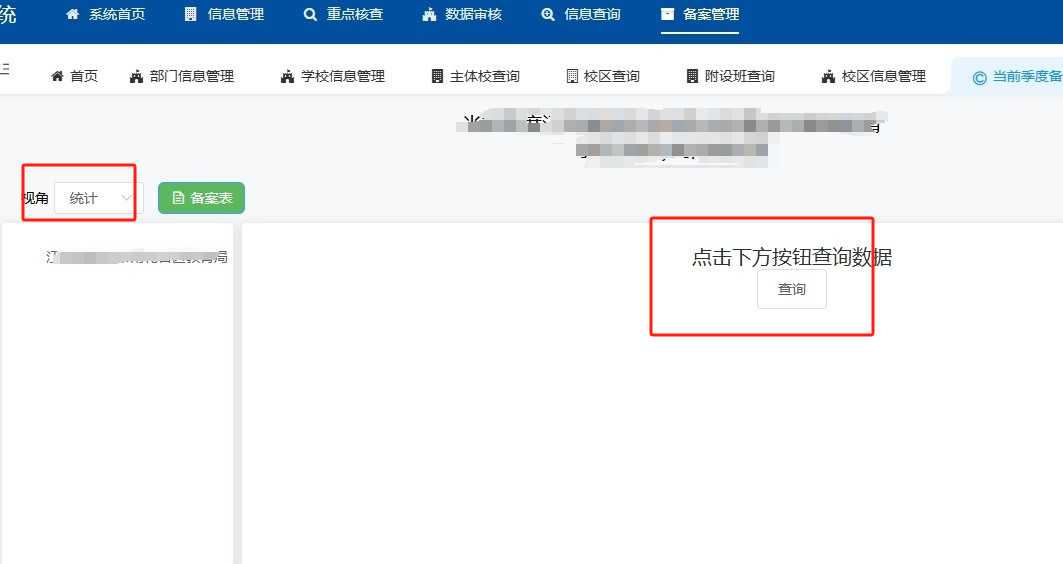 统 系统首页 信息管理 重点核查 数据审核 信息查询 备案管理
首页 部门信息管理 学校信息管理 主体校查询 校区查询 附设班查询 校区信息管理 当前季度备
视角 统计 备案表
教育局
点击下方按钮查询数据
查询